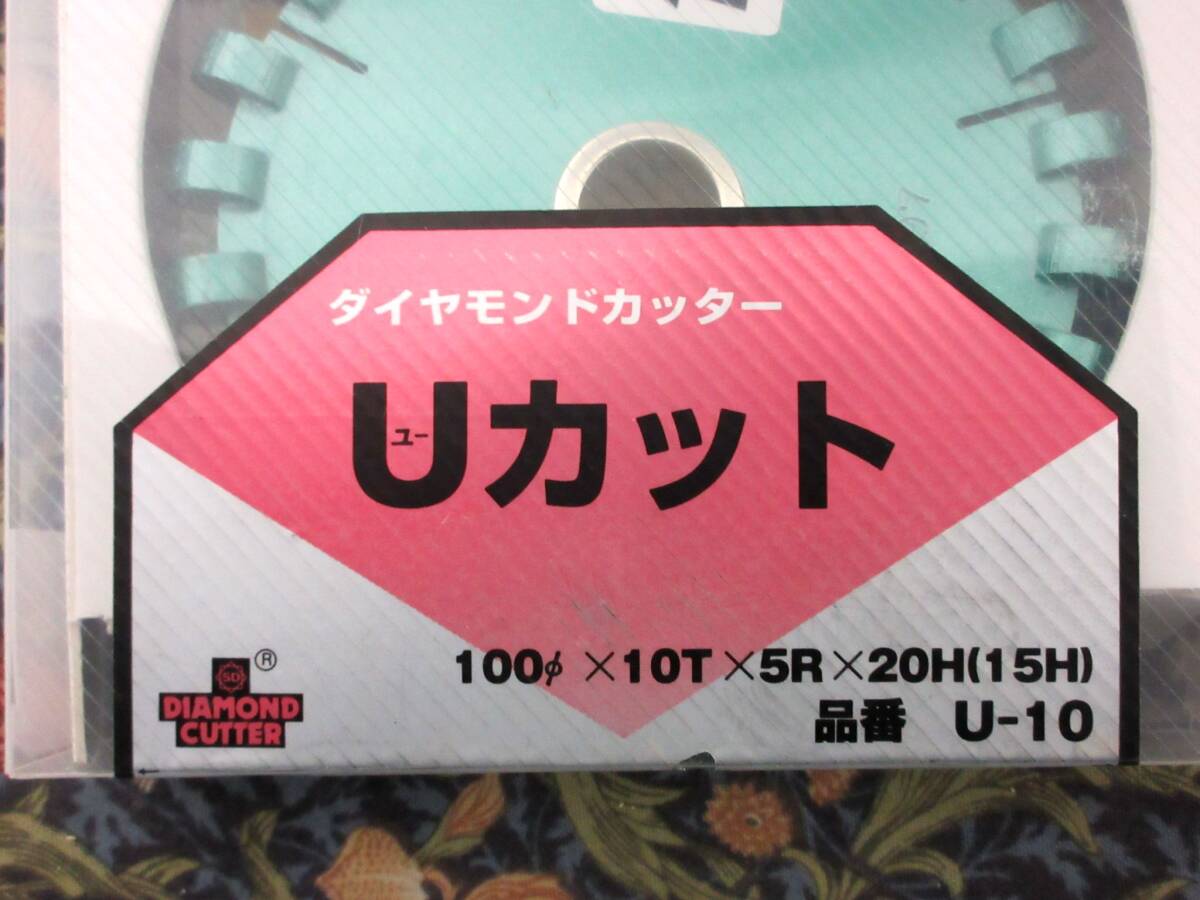 ダイヤモンドカッター
Uカット
ユー
100φ ×10T×5R×20H(15H)
品番 U-10
®
SD
DIAMOND
CUTTER